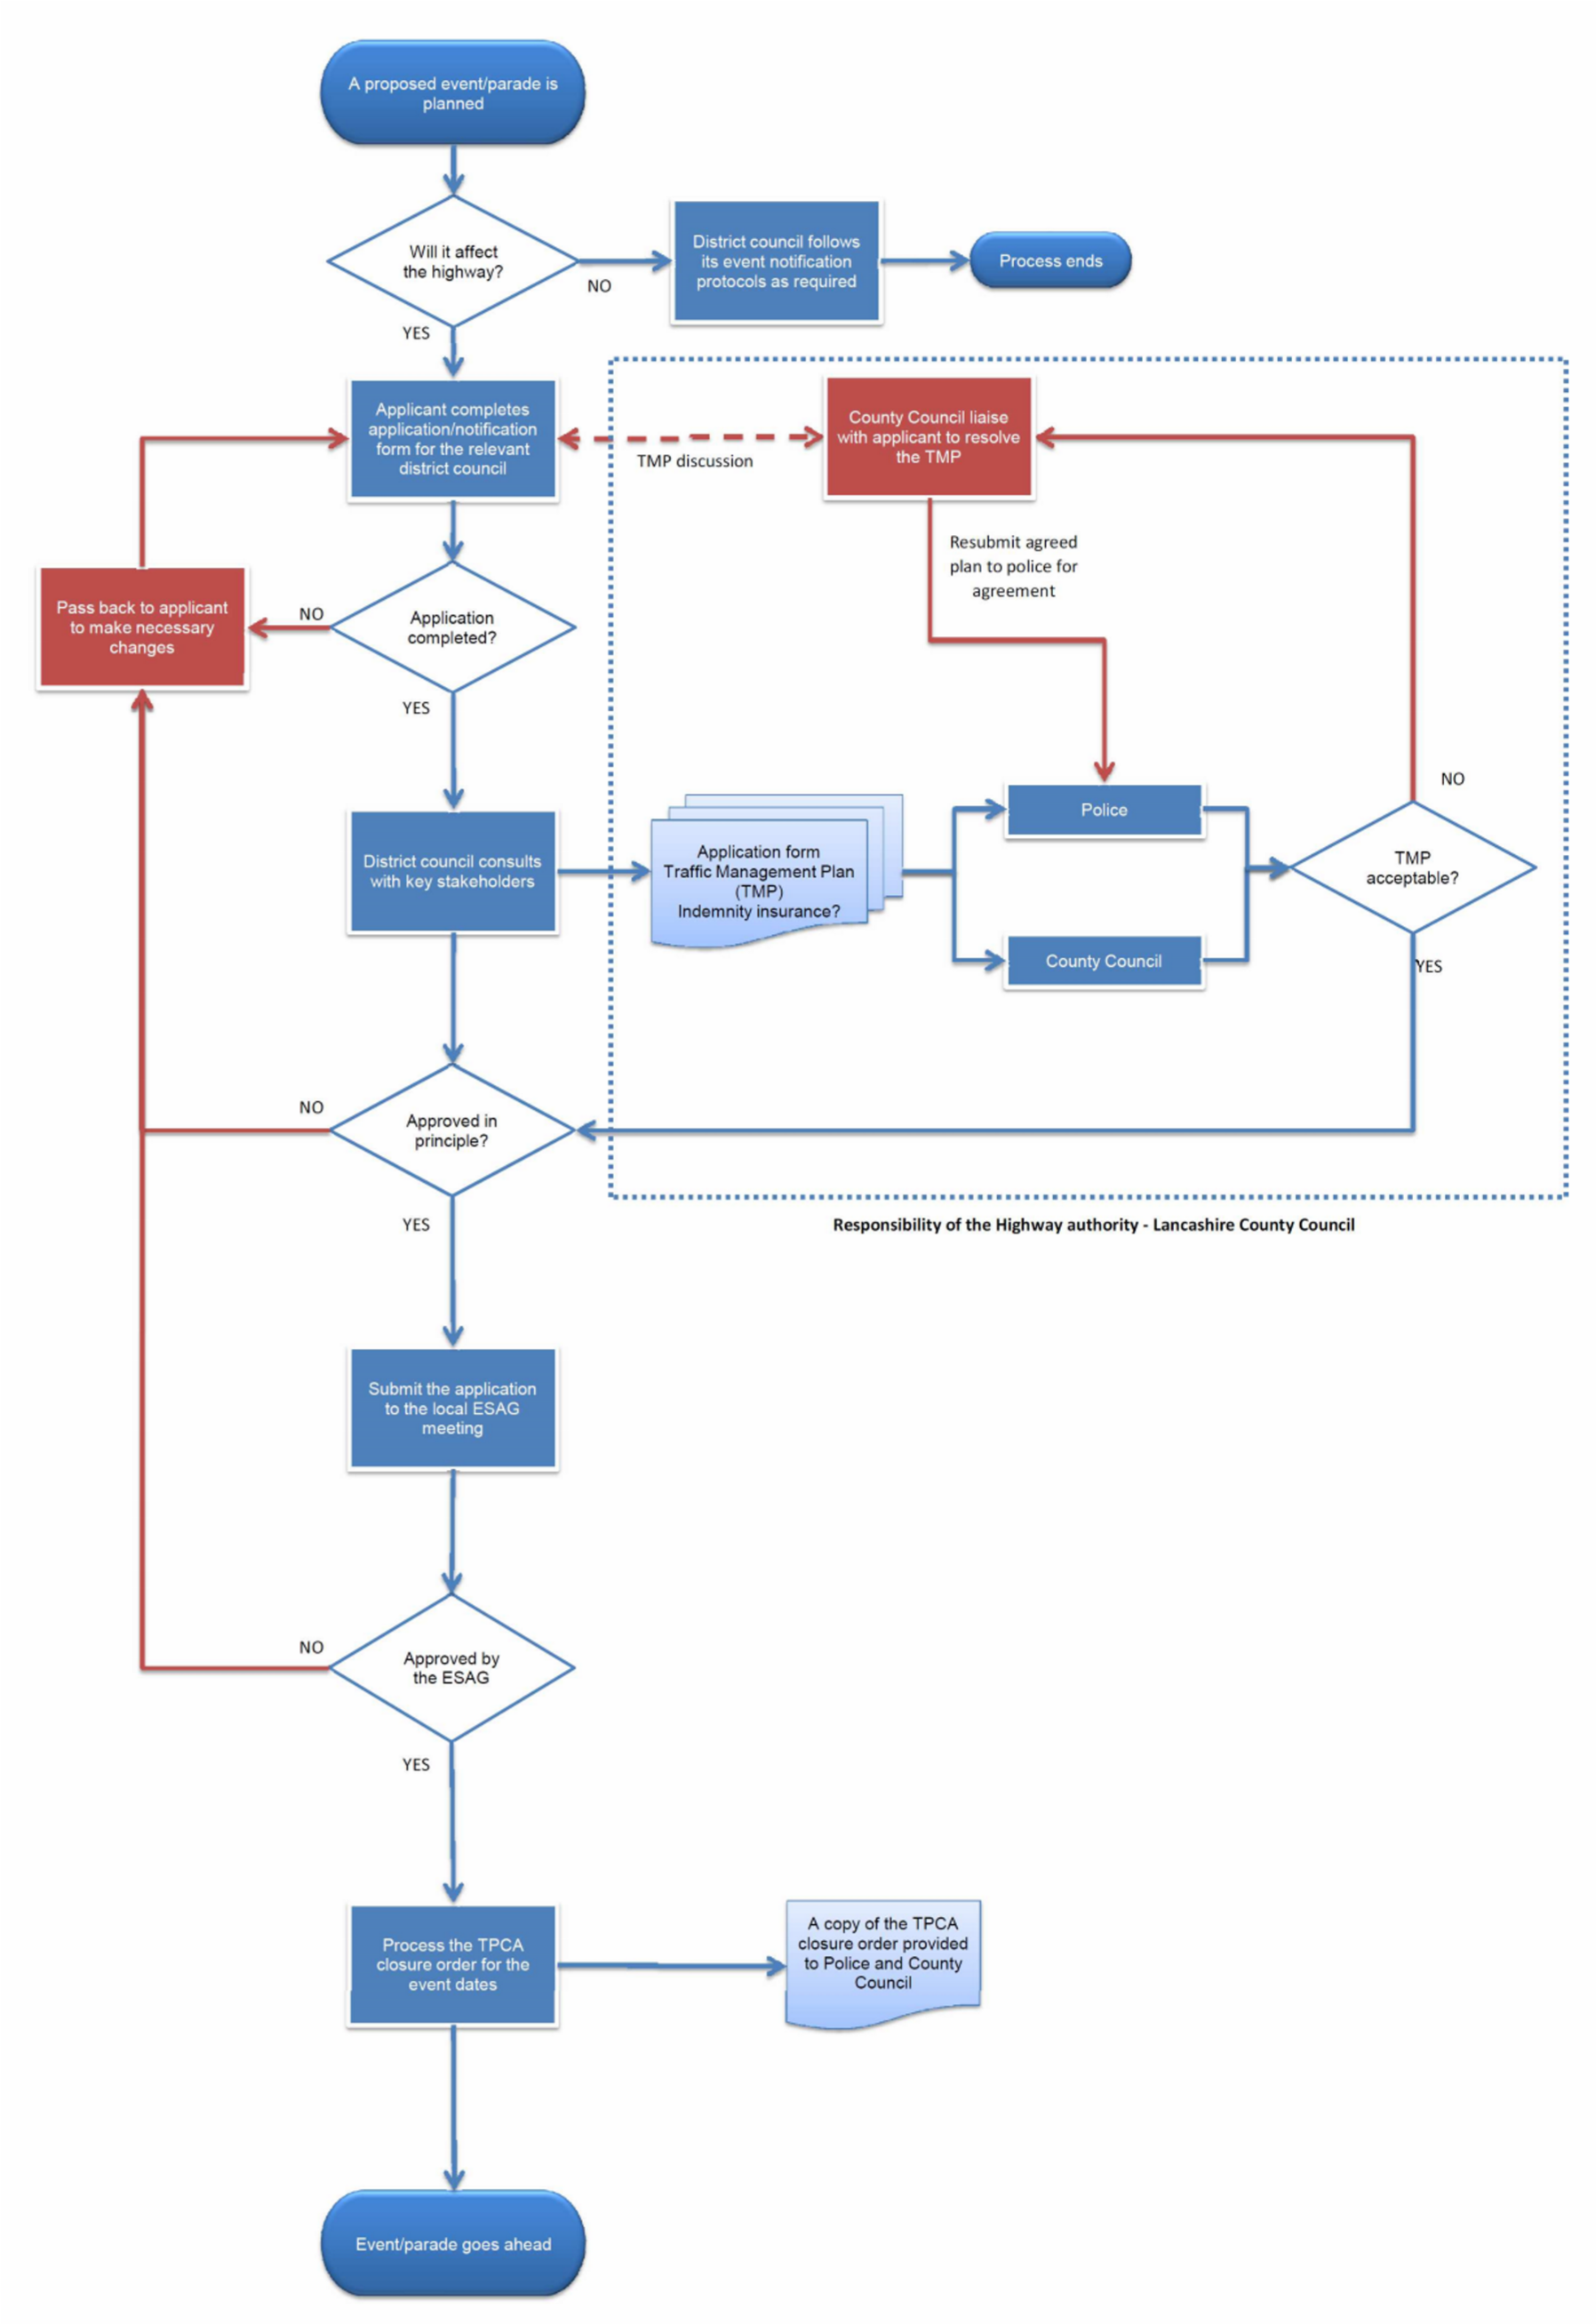 A proposed event/parade is
planned
Will it affect
the highway?
NO
District council follows
its event notification
protocols as required
Process ends
YES
Applicant completes
application/notification
form for the relevant
district council
TMP discussion
County Council liaise
with applicant to resolve
the TMP
Resubmit agreed
plan to police for
agreement
Pass back to applicant
to make necessary
changes
NO
Application
completed?
YES
District council consults
with key stakeholders
Application form
Traffic Management Plan
(TMP)
Indemnity insurance?
Police
County Council
NO
TMP
acceptable?
YES
NO
Approved in
principle?
YES
Responsibility of the Highway authority - Lancashire County Council
Submit the application
to the local ESAG
meeting
NO
Approved by
the ESAG
YES
Process the TPCA
closure order for the
event dates
A copy of the TPCA
closure order provided
to Police and County
Council
Event/parade goes ahead